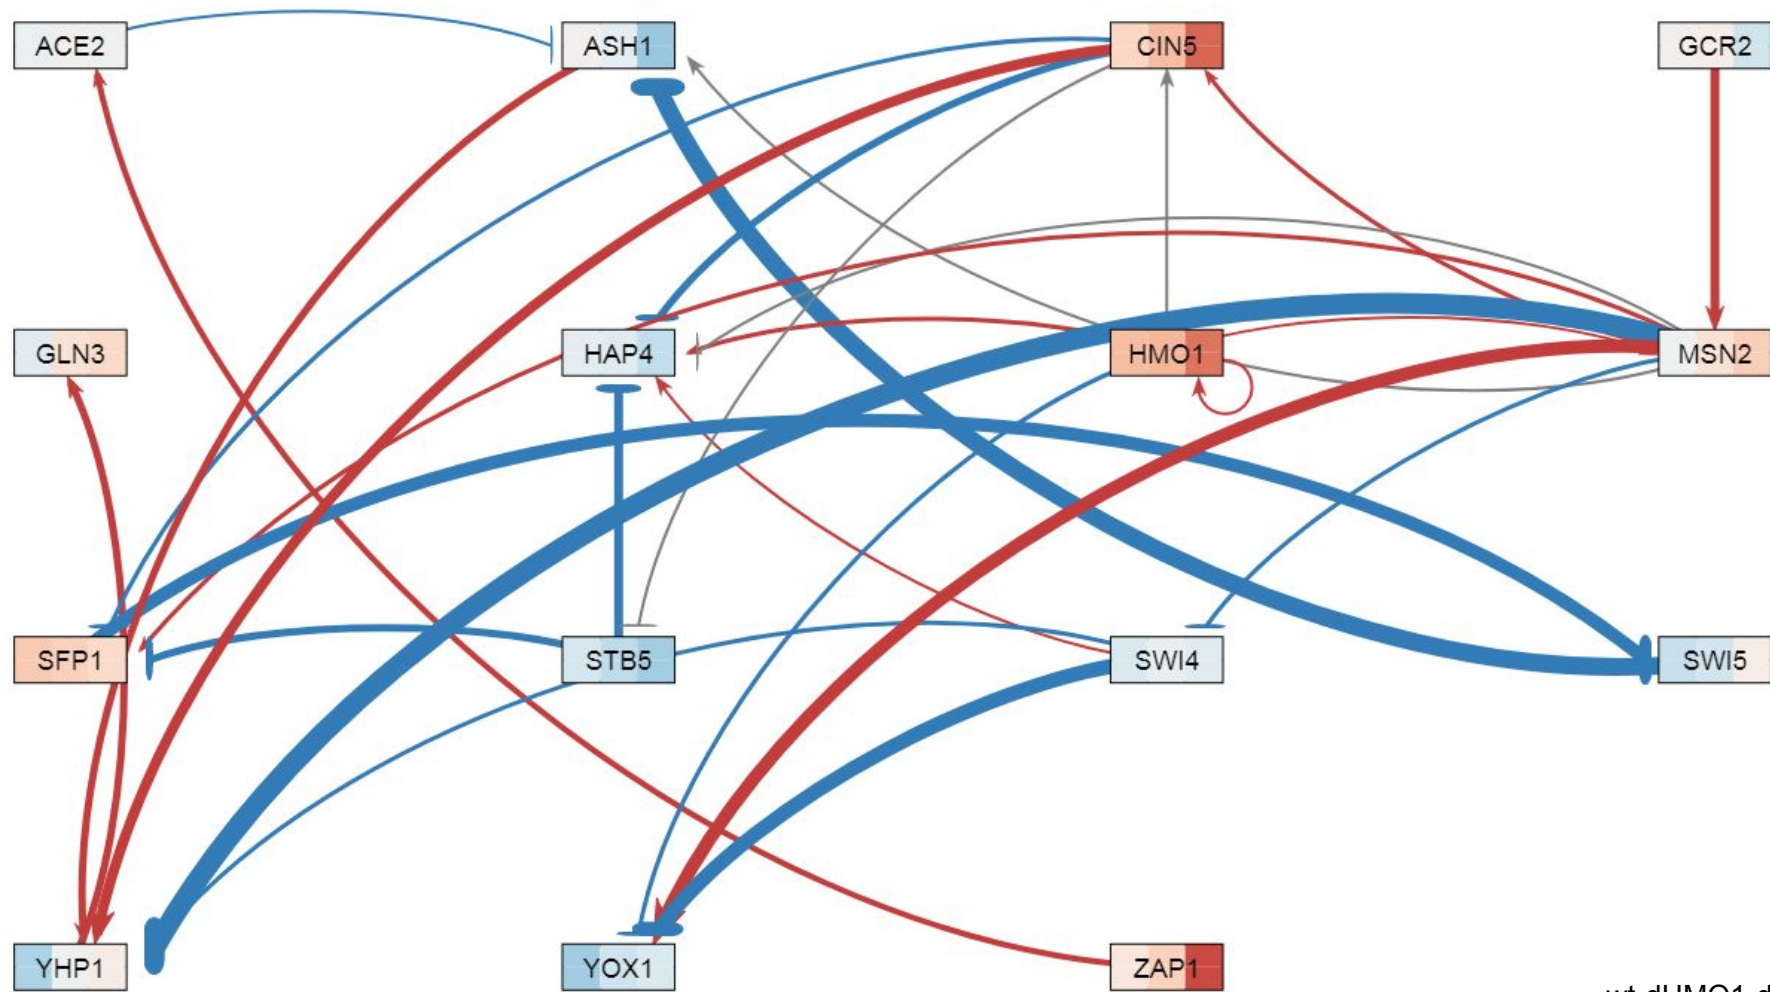 ACE2 ASH1 CIN5 GCR2
GLN3 HAP4 HMO1 MSN2
SFP1 STB5 SWI4 SWI5
YHP1 YOX1 ZAP1